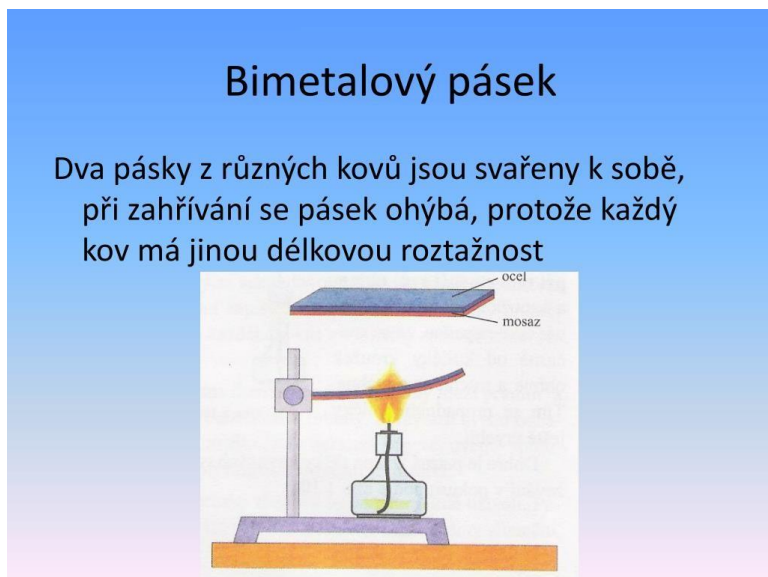 Bimetalový pásek
Dva pásky z různých kovů jsou svařeny k sobě,
při zahřívání se pásek ohýbá, protože každý
kov má jinou délkovou roztažnost
ocel
mosaz